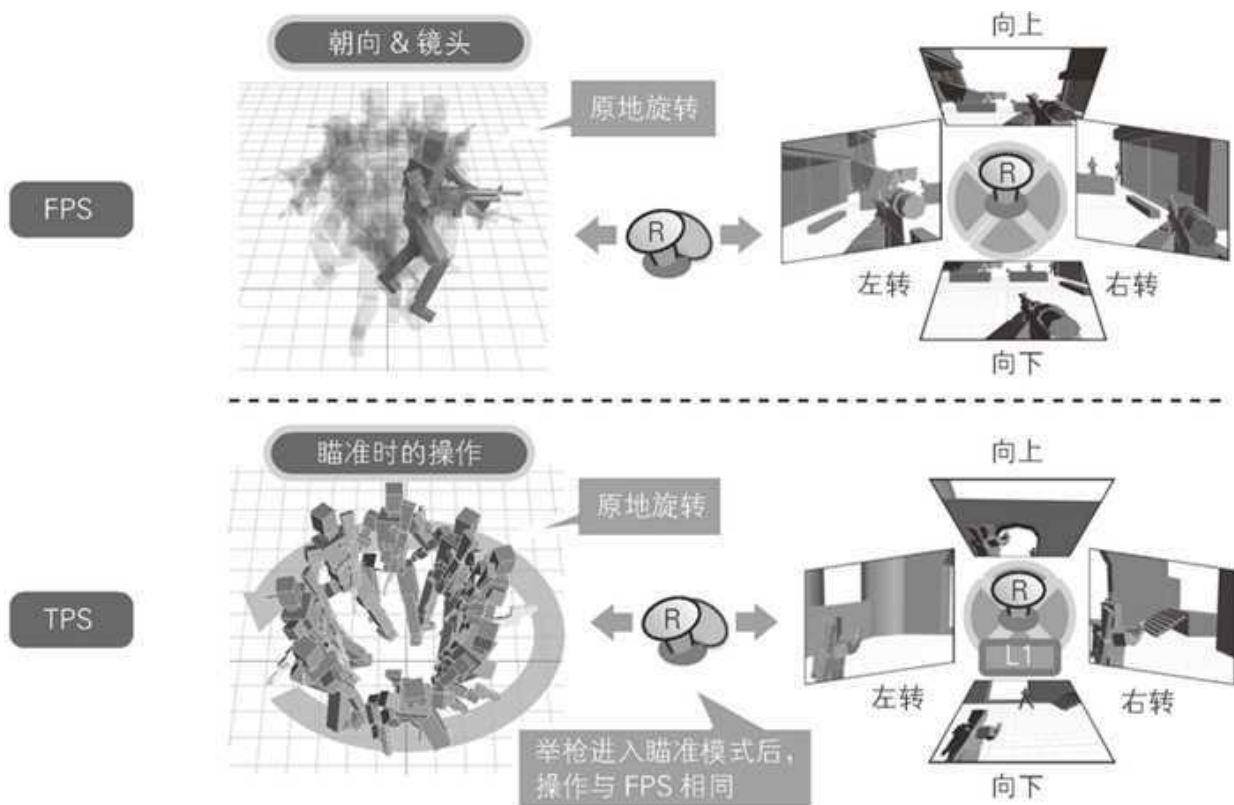 朝向 & 镜头
原地旋转
FPS
R
向上
R
左转
右转
向下
瞄准时的操作
原地旋转
TPS
R
举枪进入瞄准模式后，
操作与 FPS 相同
向上
R
L1
左转
右转
向下